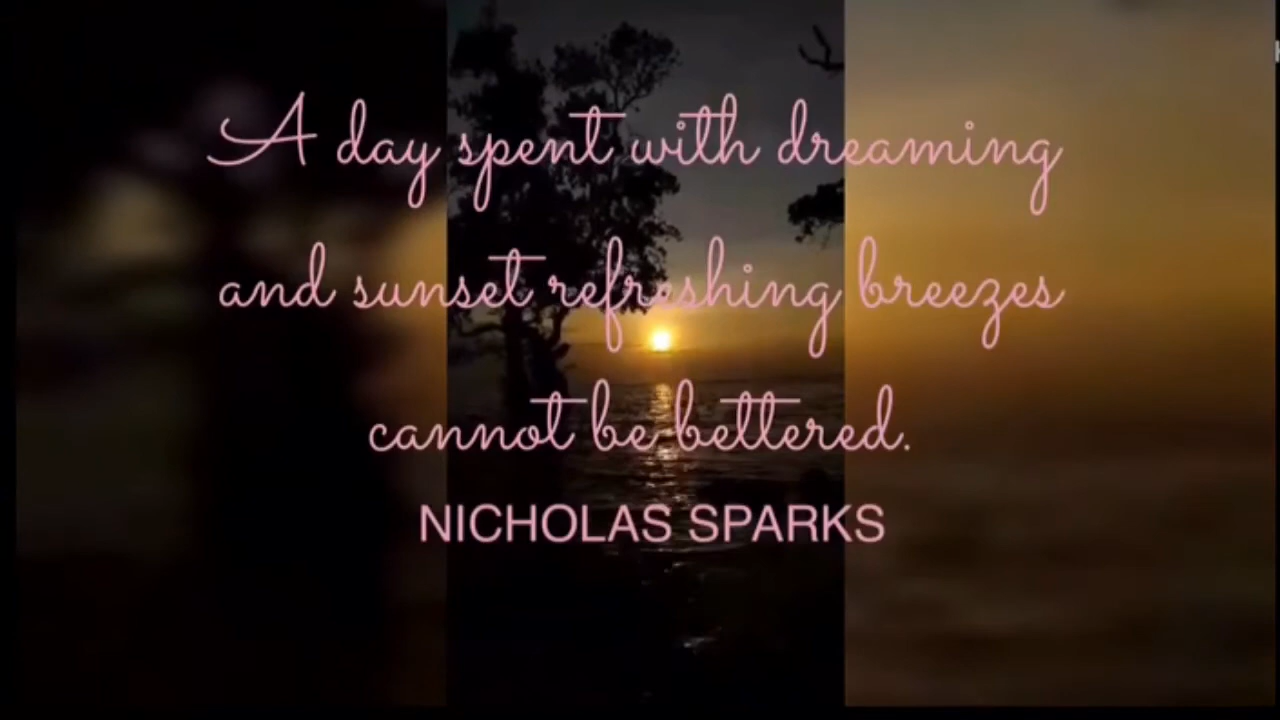 A day spent with dreaming
and sunset refreshing breezes
cannot be bettered.
NICHOLAS SPARKS